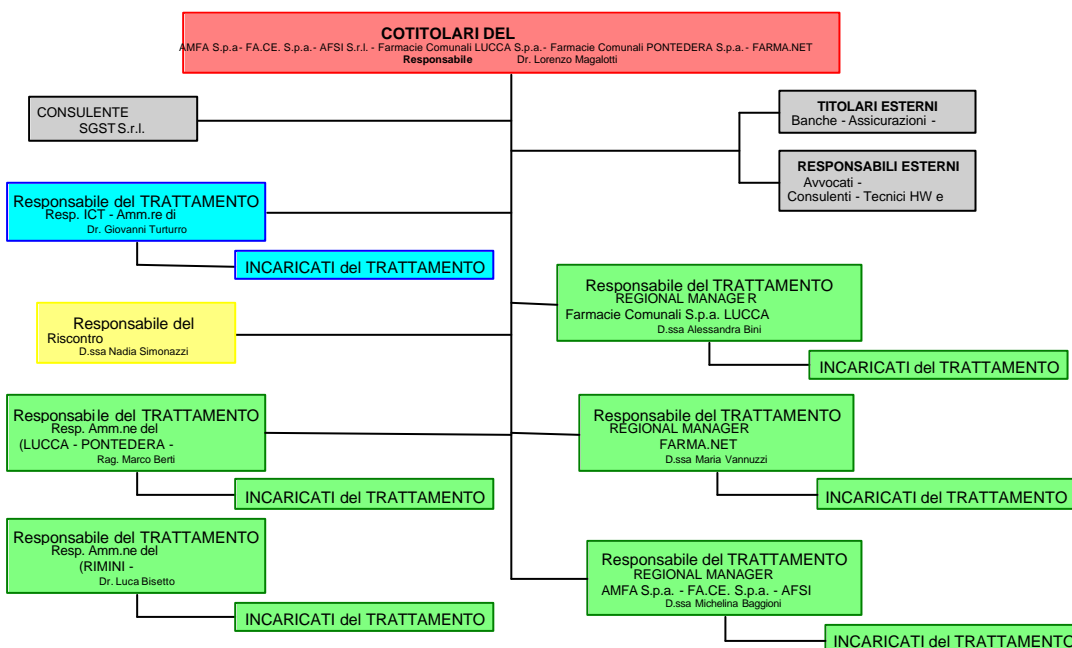 COTITOLARI DEL
AMFA S.p.a- FA.CE. S.p.a.- AFSI S.r.l. - Farmacie Comunali LUCCA S.p.a.- Farmacie Comunali PONTEDERA S.p.a.- FARMA.NET
Responsabile Dr. Lorenzo Magalotti
CONSULENTE
SGST S.r.l.
TITOLARI ESTERNI
Banche - Assicurazioni -
RESPONSABILI ESTERNI
Avvocati -
Consulenti - Tecnici HW e
Responsabile del TRATTAMENTO
Resp. ICT - Amm.re di
Dr. Giovanni Turturro
INCARICATI del TRATTAMENTO
Responsabile del TRATTAMENTO
REGIONAL MANAGER
Farmacie Comunali S.p.a. LUCCA
D.ssa Alessandra Bini
INCARICATI del TRATTAMENTO
Responsabile del
Riscontro
D.ssa Nadia Simonazzi
Responsabile del TRATTAMENTO
Resp. Amm.ne del
(LUCCA - PONTEDERA -
Rag. Marco Berti
INCARICATI del TRATTAMENTO
Responsabile del TRATTAMENTO
REGIONAL MANAGER
FARMA.NET
D.ssa Maria Vannuzzi
INCARICATI del TRATTAMENTO
Responsabile del TRATTAMENTO
Resp. Amm.ne del
(RIMINI -
Dr. Luca Bisetto
INCARICATI del TRATTAMENTO
Responsabile del TRATTAMENTO
REGIONAL MANAGER
AMFA S.p.a. - FA.CE. S.p.a. - AFSI
D.ssa Michelina Baggioni
INCARICATI del TRATTAMENTO